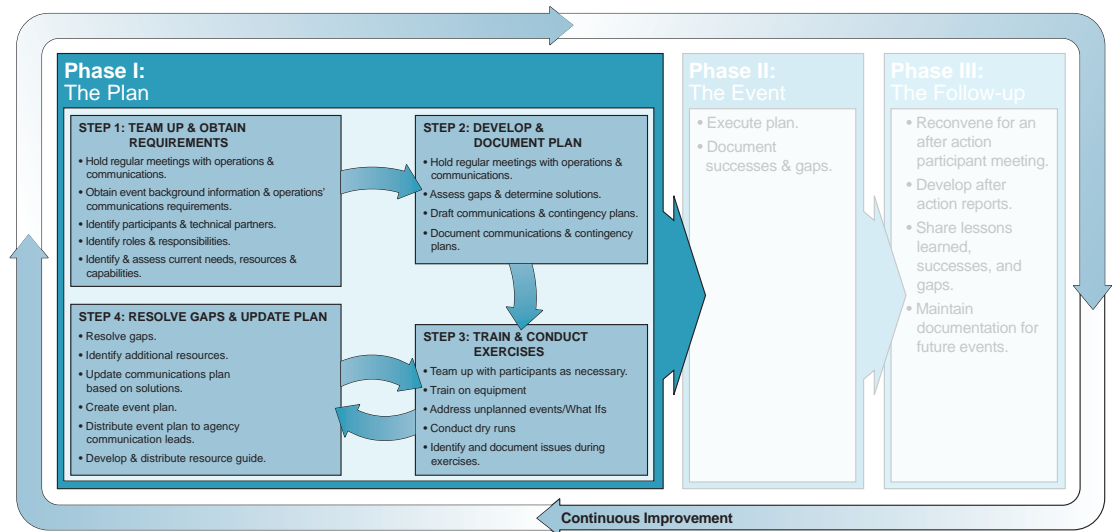 Phase I:
The Plan
STEP 1: TEAM UP & OBTAIN
REQUIREMENTS
• Hold regular meetings with operations &
communications.
• Obtain event background information & operations’
communications requirements.
• Identify participants & technical partners.
• Identify roles & responsibilities.
• Identify & assess current needs, resources &
capabilities.
STEP 2: DEVELOP &
DOCUMENT PLAN
• Hold regular meetings with operations &
communications.
• Assess gaps & determine solutions.
• Draft communications & contingency plans.
• Document communications & contingency
plans.
STEP 3: TRAIN & CONDUCT
EXERCISES
• Team up with participants as necessary.
• Train on equipment
• Address unplanned events/What Ifs
• Conduct dry runs
• Identify and document issues during
exercises.
STEP 4: RESOLVE GAPS & UPDATE PLAN
• Resolve gaps.
• Identify additional resources.
• Update communications plan
based on solutions.
• Create event plan.
• Distribute event plan to agency
communication leads.
• Develop & distribute resource guide.
Phase II:
The Event
• Execute plan.
• Document
successes & gaps.
Phase III:
The Follow-up
• Reconvene for an
after action
participant meeting.
• Develop after
action reports.
• Share lessons
learned,
successes, and
gaps.
• Maintain
documentation for
future events.
Continuous Improvement